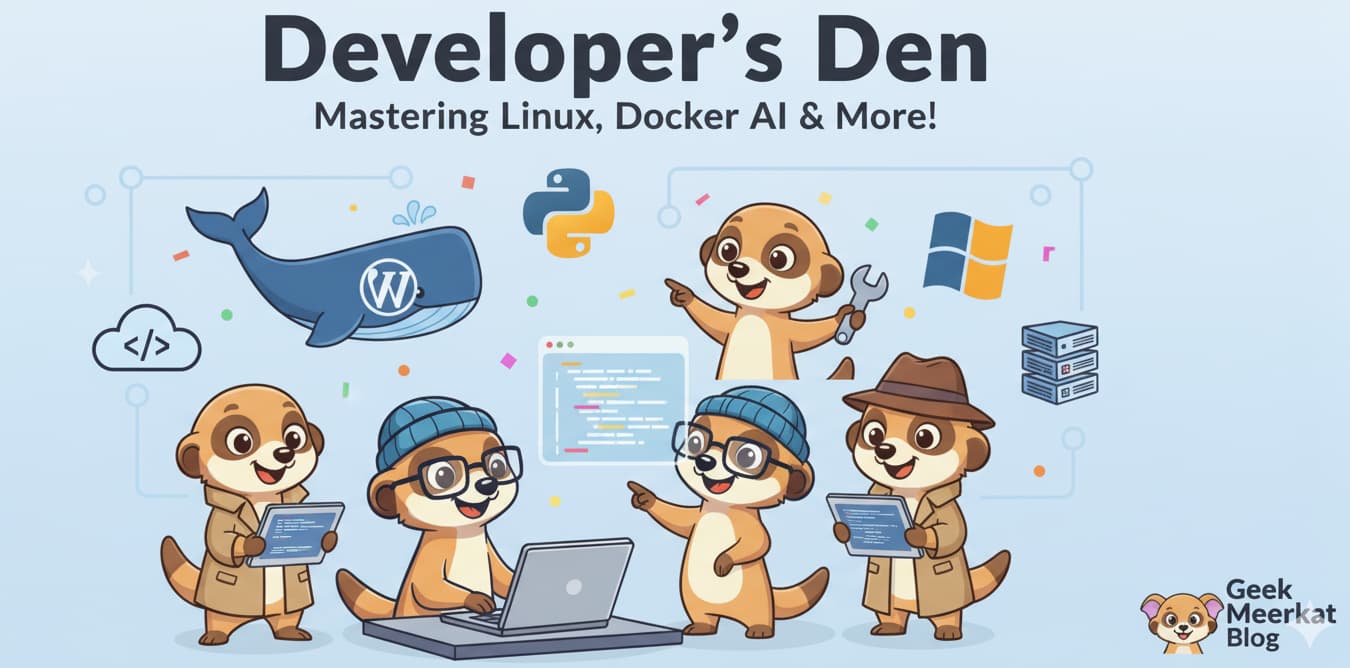 Developer's Den
Mastering Linux, Docker AI & More!
W
</>
r
Geek
Meerkat
Blog